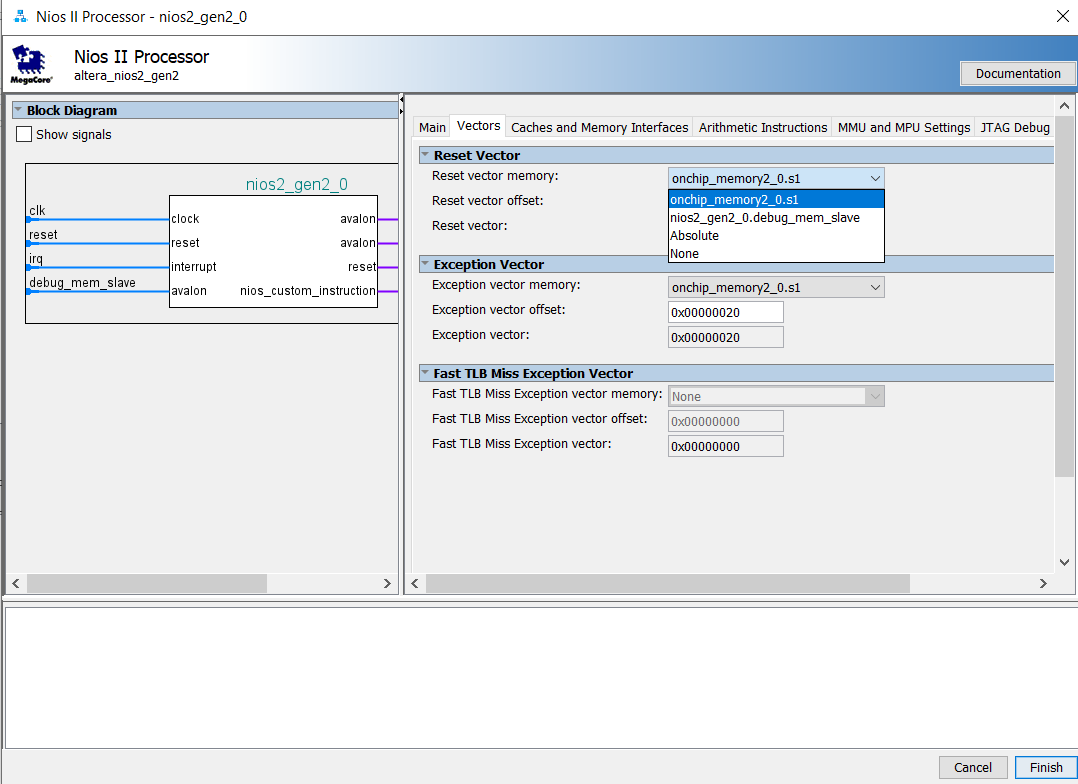 Nios II Processor - nios2_gen2_0
MegaCore®
Nios II Processor
altera_nios2_gen2
Documentation
Block Diagram
Show signals
nios2_gen2_0
clk
clock
avalon
reset
reset
avalon
irq
interrupt
reset
debug_mem_slave
avalon
nios_custom_instruction
Main
Vectors
Caches and Memory Interfaces
Arithmetic Instructions
MMU and MPU Settings
JTAG Debug
Reset Vector
Reset vector memory:
onchip_memory2_0.s1
onchip_memory2_0.s1
nios2_gen2_0.debug_mem_slave
Absolute
None
Reset vector offset:
Reset vector:
Exception Vector
Exception vector memory:
onchip_memory2_0.s1
Exception vector offset:
0x00000020
Exception vector:
0x00000020
Fast TLB Miss Exception Vector
Fast TLB Miss Exception vector memory:
None
Fast TLB Miss Exception vector offset:
0x00000000
Fast TLB Miss Exception vector:
0x00000000
Cancel
Finish